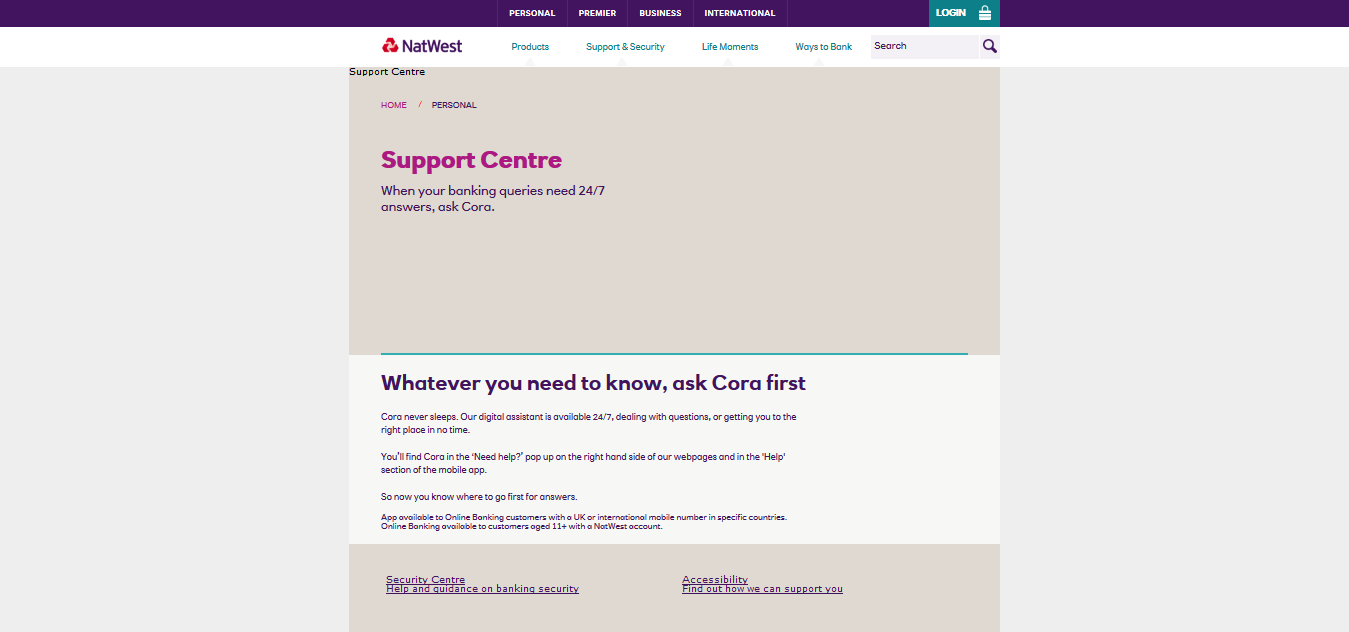 PERSONAL PREMIER BUSINESS INTERNATIONAL LOGIN
NatWest Products Support & Security Life Moments Ways to Bank Search
Support Centre
HOME / PERSONAL
Support Centre
When your banking queries need 24/7
answers, ask Cora.
Whatever you need to know, ask Cora first
Cora never sleeps. Our digital assistant is available 24/7, dealing with questions, or getting you to the
right place in no time.
You'll find Cora in the ‘Need help?’ pop up on the right hand side of our webpages and in the 'Help'
section of the mobile app.
So now you know where to go first for answers.
App available to Online Banking customers with a UK or international mobile number in specific countries.
Online Banking available to customers aged 11+ with a NatWest account.
Security Centre
Help and guidance on banking security
Accessibility
Find out how we can support you